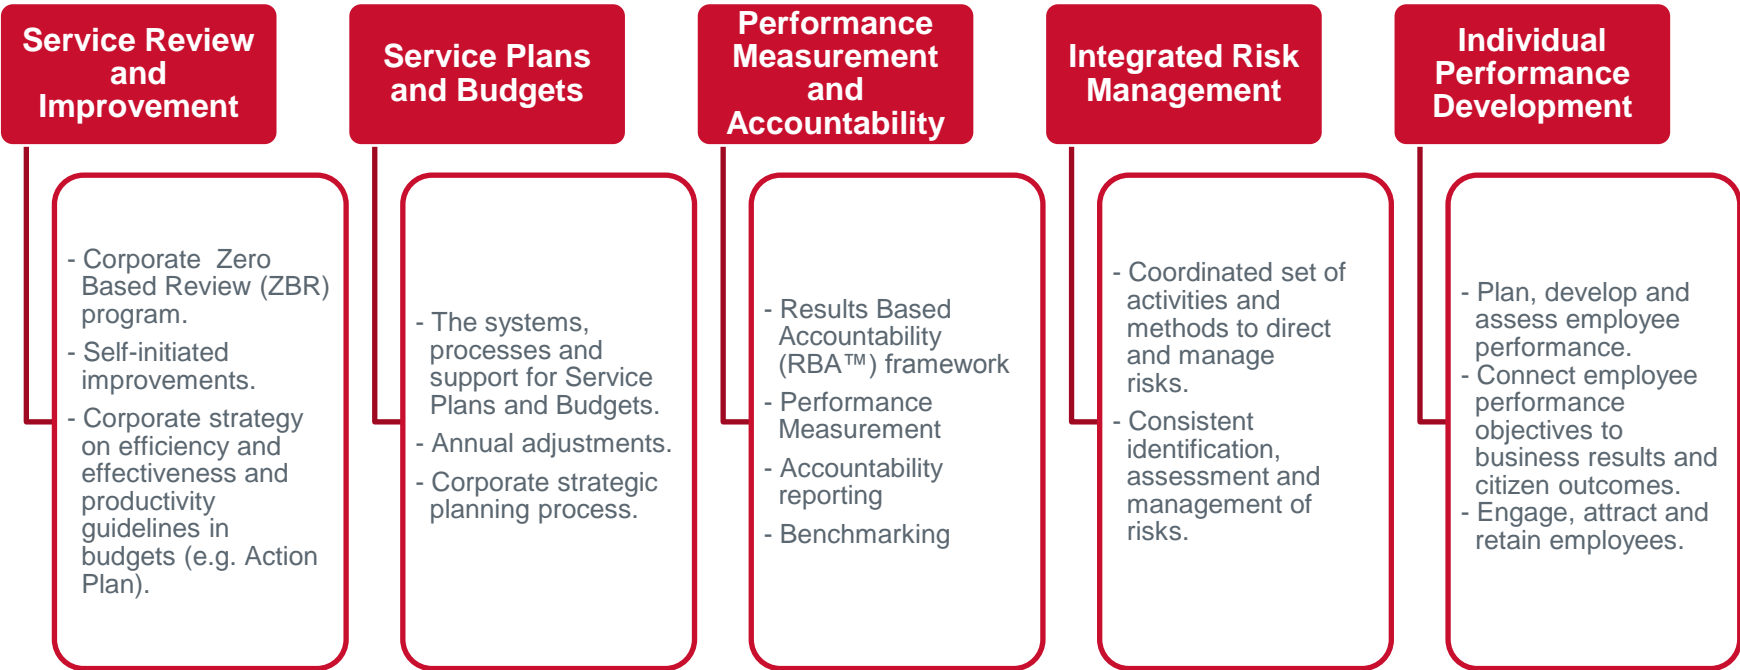 Service Review
and
Improvement
- Corporate  Zero
Based Review (ZBR)
program.
- Self-initiated
improvements.
- Corporate strategy
on efficiency and
effectiveness and
productivity
guidelines in
budgets (e.g. Action
Plan).
Service Plans
and Budgets
- The systems,
processes and
support for Service
Plans and Budgets.
- Annual adjustments.
- Corporate strategic
planning process.
Performance
Measurement
and
Accountability
- Results Based
Accountability
(RBA™) framework
- Performance
Measurement
- Accountability
reporting
- Benchmarking
Integrated Risk
Management
- Coordinated set of
activities and
methods to direct
and manage
risks.
- Consistent
identification,
assessment and
management of
risks.
Individual
Performance
Development
- Plan, develop and
assess employee
performance.
- Connect employee
performance
objectives to
business results and
citizen outcomes.
- Engage, attract and
retain employees.